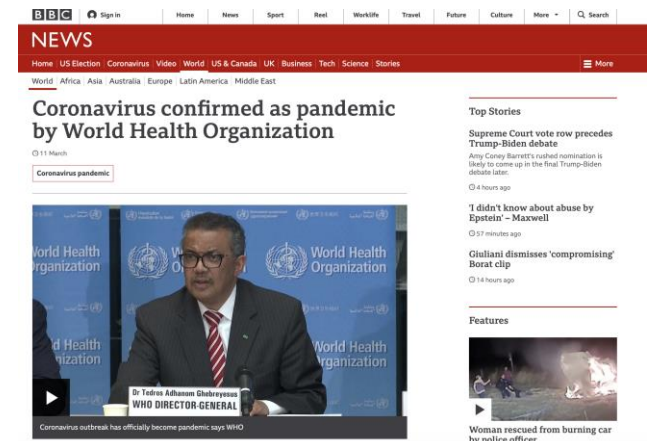 BBC Sign in Home News Sport Reel Worklife Travel Future Culture More Search
NEWS
Home US Election Coronavirus Video World US & Canada UK Business Tech Science Stories More
World Africa Asia Australia Europe Latin America Middle East
Coronavirus confirmed as pandemic
by World Health Organization
11 March
Coronavirus pandemic
World Health
Organization
World Health
Organization
Dr Tedros Adhanom Ghebreyesus
WHO DIRECTOR-GENERAL
Coronavirus outbreak has officially become pandemic says WHO
Top Stories
Supreme Court vote row precedes
Trump-Biden debate
Amy Coney Barrett's rushed nomination is
likely to come up in the final Trump-Biden
debate later.
4 hours ago
'I didn't know about abuse by
Epstein' – Maxwell
57 minutes ago
Giuliani dismisses 'compromising'
Borat clip
14 hours ago
Features
Woman rescued from burning car
by police officer